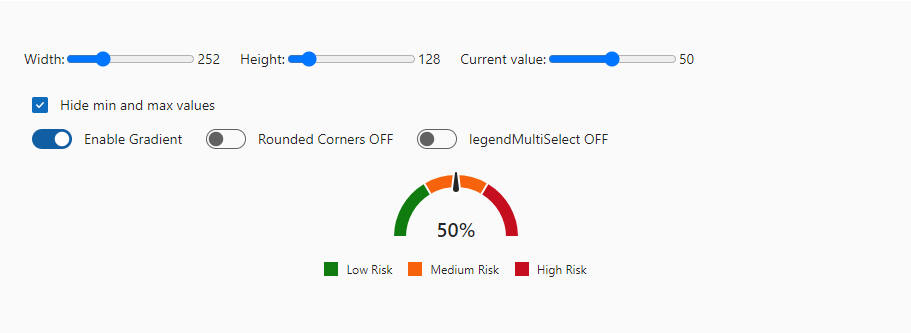 Width: 252 Height: 128 Current value: 50
Hide min and max values
Enable Gradient Rounded Corners OFF legendMultiSelect OFF
50%
Low Risk Medium Risk High Risk